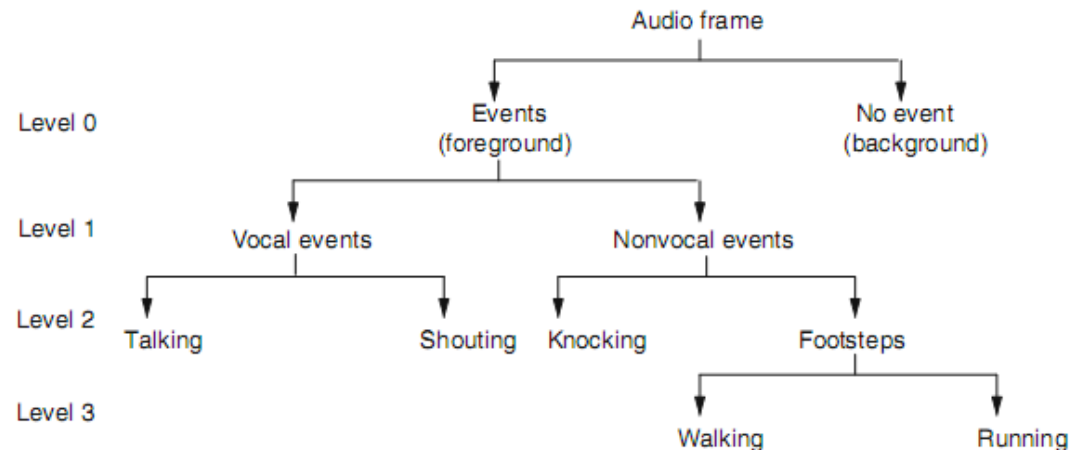 Audio frame
Level 0
Events
(foreground)
No event
(background)
Level 1
Vocal events
Nonvocal events
Level 2
Talking
Shouting
Knocking
Footsteps
Level 3
Walking
Running